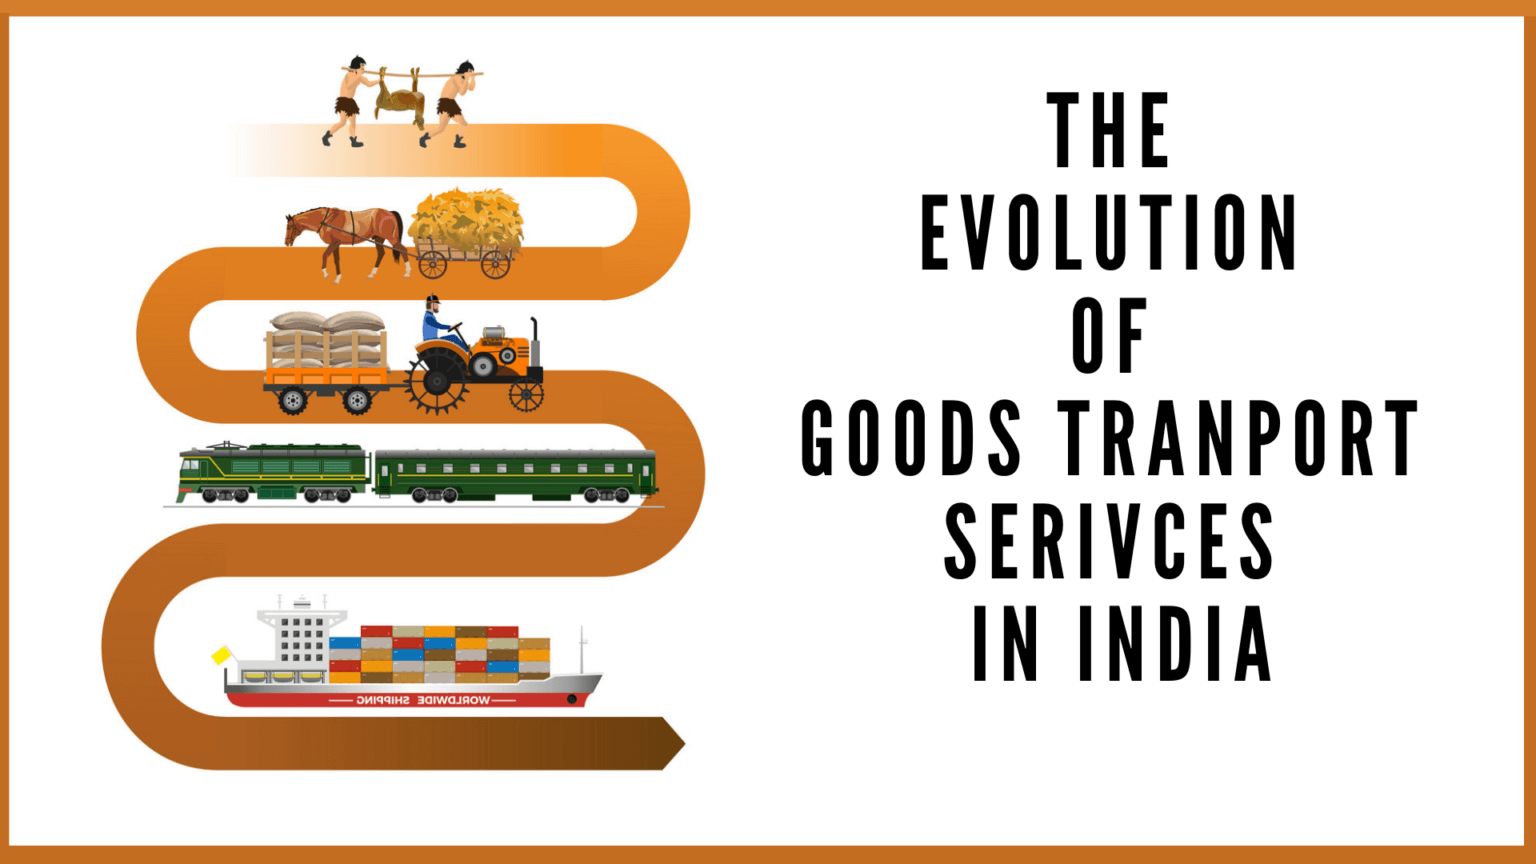 THE
EVOLUTION
OF
GOODS TRANPORT
SERIVCES
IN INDIA
WORLDWIDE SHIPPING